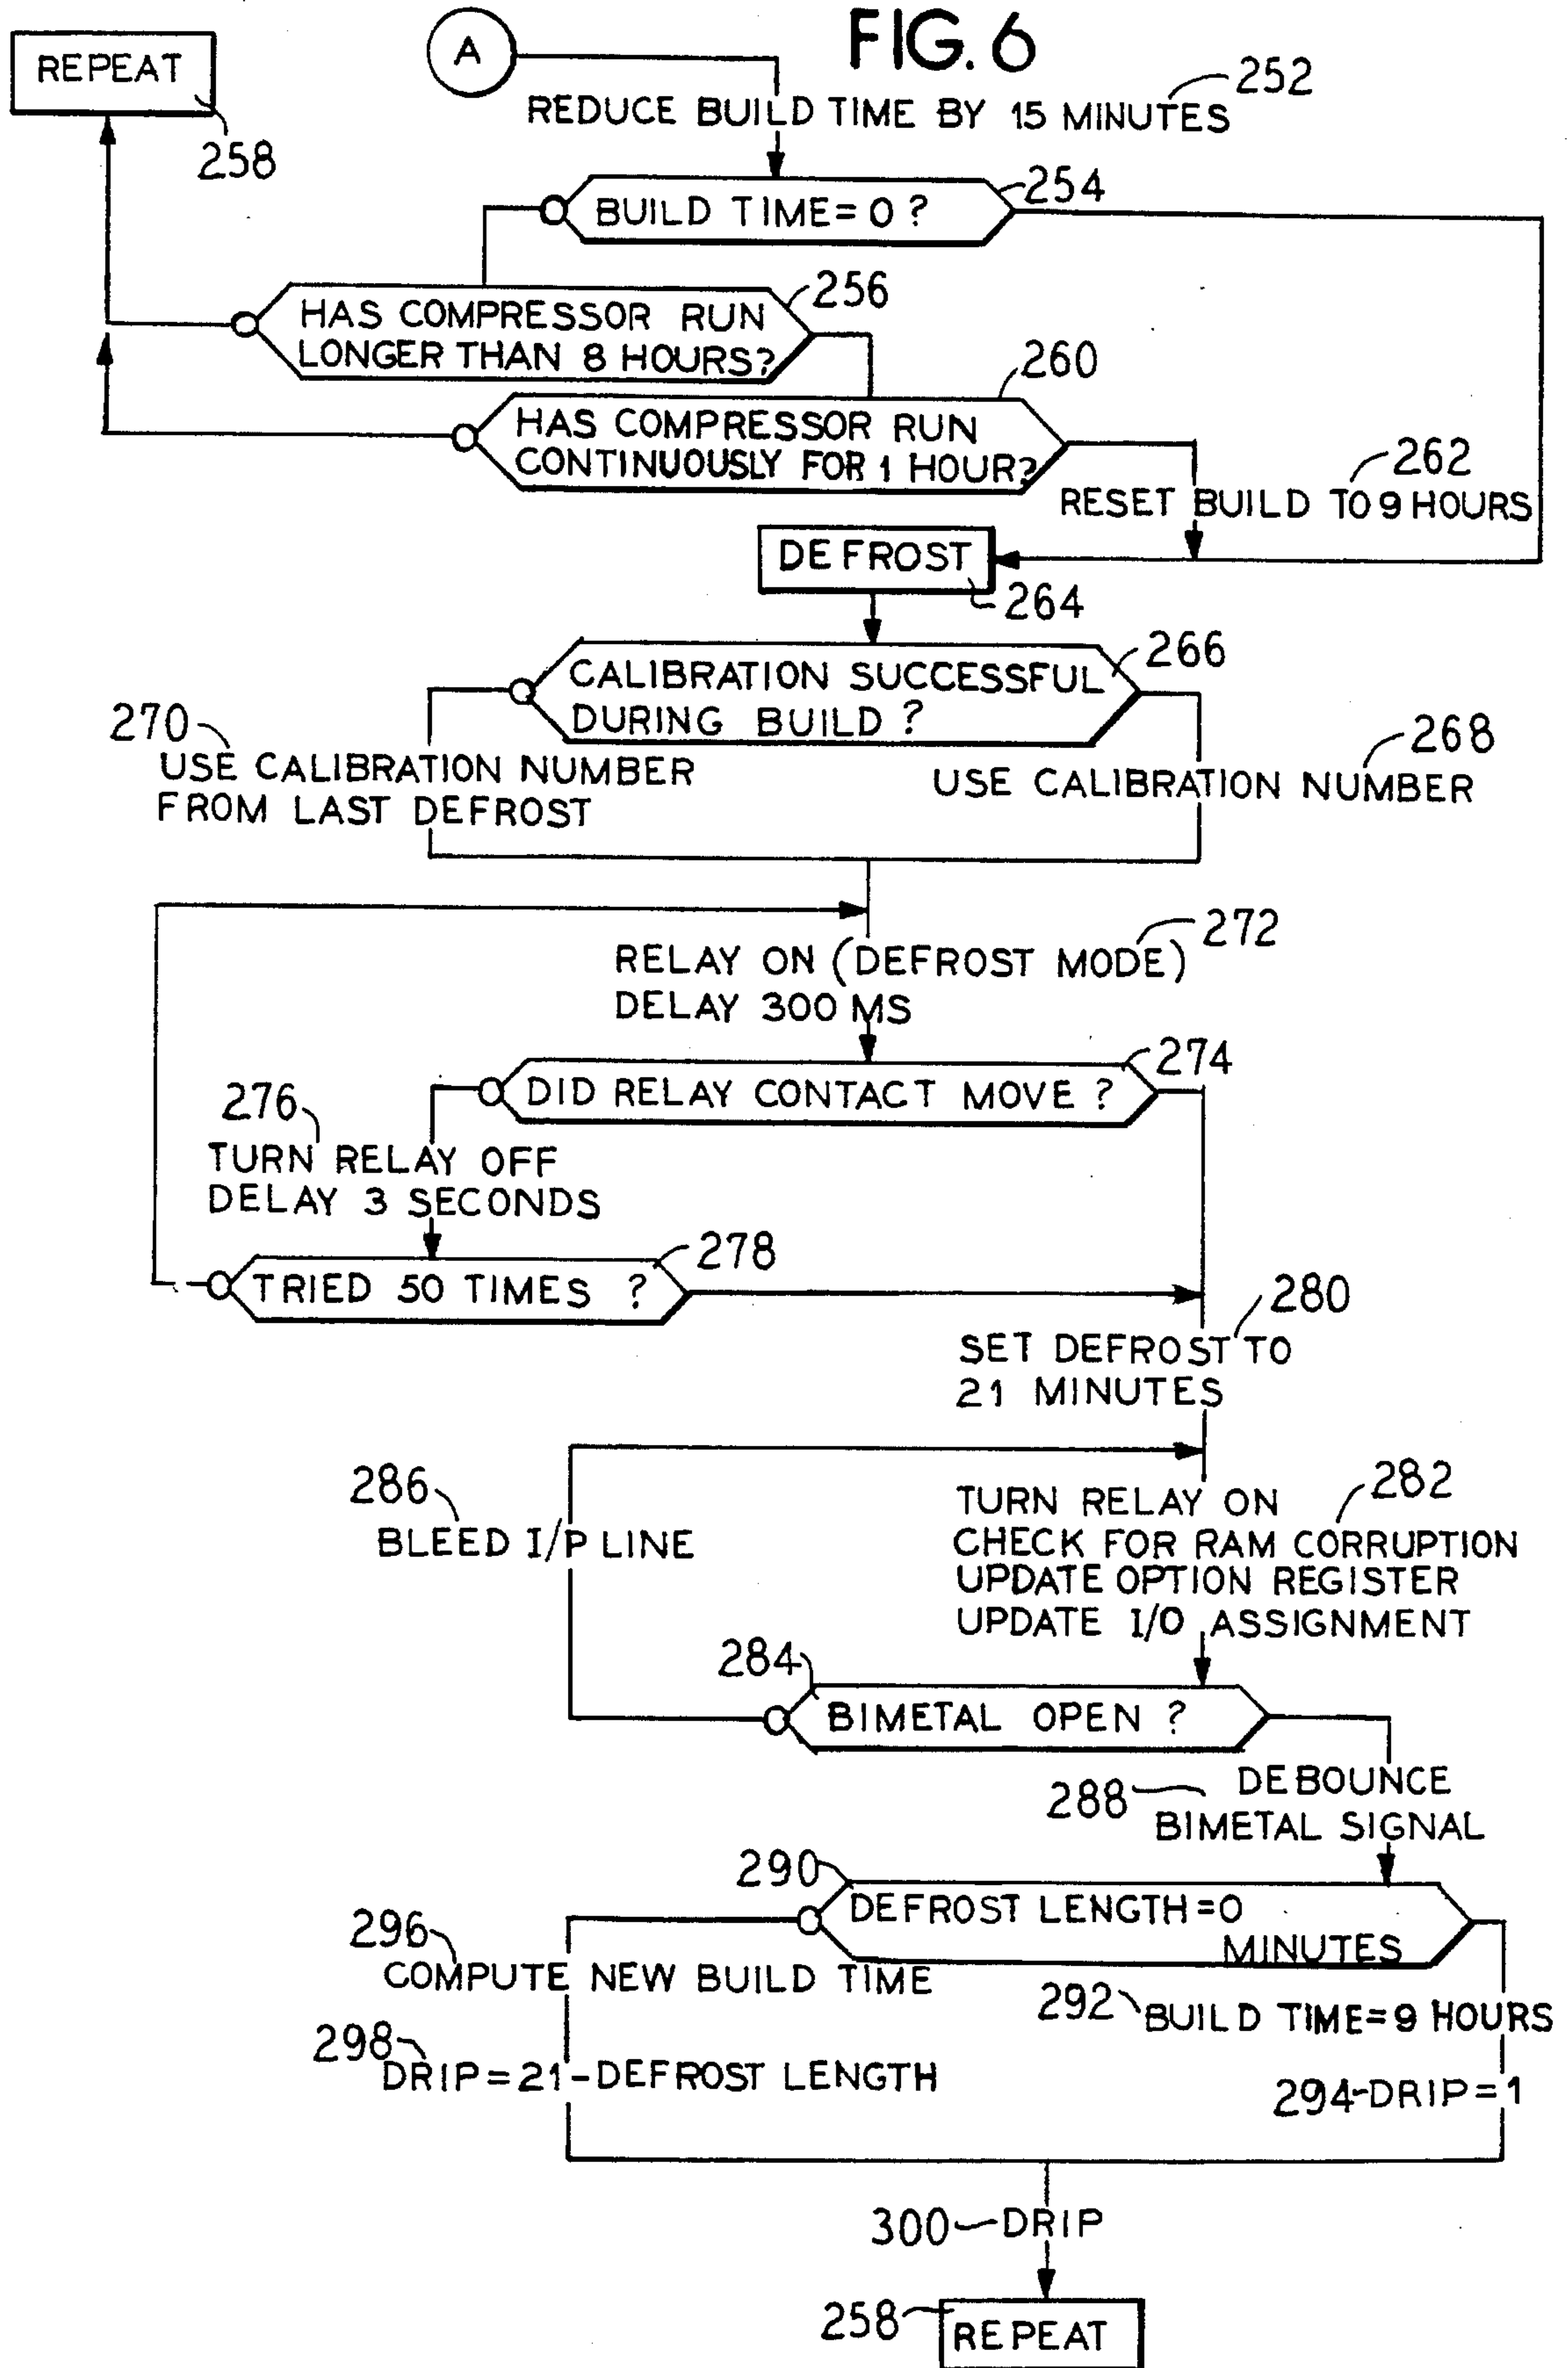 FIG. 6
REPEAT
258
A
252
REDUCE BUILD TIME BY 15 MINUTES
254
BUILD TIME=0 ?
256
HAS COMPRESSOR RUN
LONGER THAN 8 HOURS?
260
HAS COMPRESSOR RUN
CONTINUOUSLY FOR 1 HOUR?
262
RESET BUILD TO 9 HOURS
DEFROST
264
266
CALIBRATION SUCCESSFUL
DURING BUILD ?
270
USE CALIBRATION NUMBER
FROM LAST DEFROST
268
USE CALIBRATION NUMBER
272
RELAY ON (DEFROST MODE)
DELAY 300 MS
274
DID RELAY CONTACT MOVE ?
276
TURN RELAY OFF
DELAY 3 SECONDS
278
TRIED 50 TIMES ?
280
SET DEFROST TO
21 MINUTES
286
BLEED I/P LINE
282
TURN RELAY ON
CHECK FOR RAM CORRUPTION
UPDATE OPTION REGISTER
UPDATE I/O ASSIGNMENT
284
BIMETAL OPEN ?
288
DEBOUNCE
BIMETAL SIGNAL
290
DEFROST LENGTH=0
MINUTES
296
COMPUTE NEW BUILD TIME
292 BUILD TIME=9 HOURS
298
DRIP=21-DEFROST LENGTH
294-DRIP=1
300 DRIP
258
REPEAT